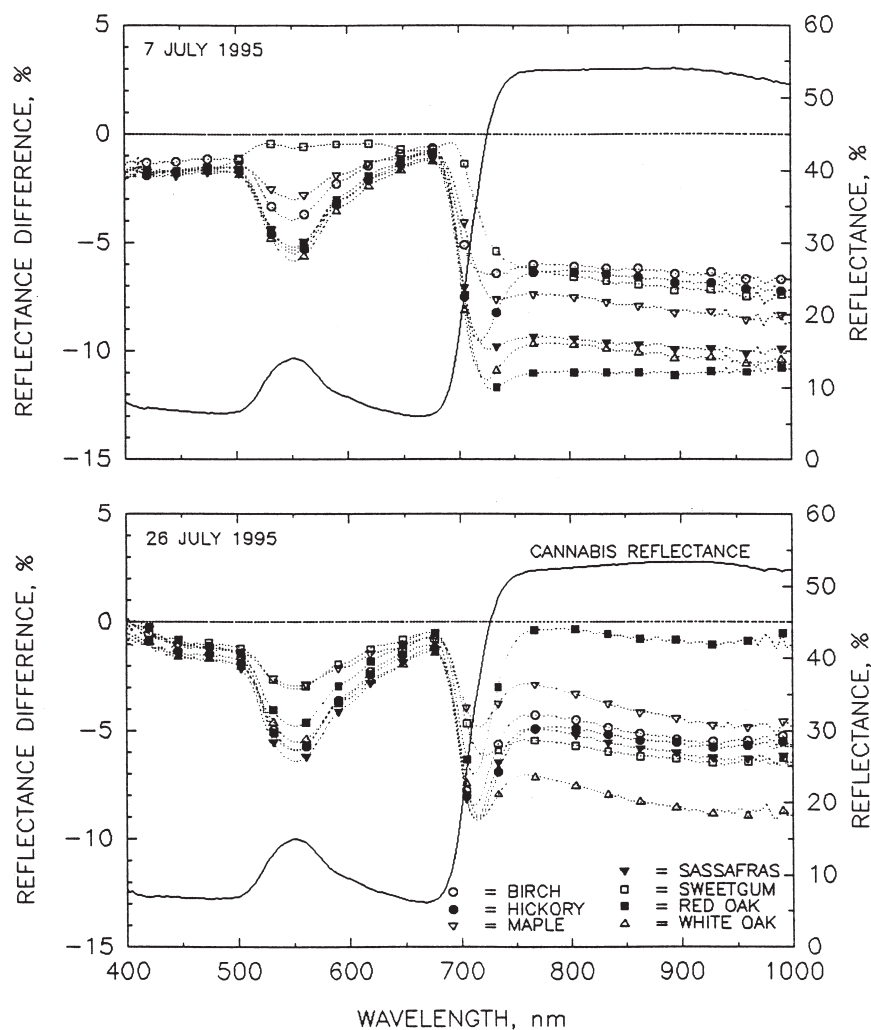 5
0
−5
−10
−15
REFLECTANCE DIFFERENCE, %
7 JULY 1995
60
50
40
30
20
10
0
REFLECTANCE, %
5
0
−5
−10
−15
REFLECTANCE DIFFERENCE, %
26 JULY 1995
CANNABIS REFLECTANCE
= BIRCH
= HICKORY
= MAPLE
= SASSAFRAS
= SWEETGUM
= RED OAK
= WHITE OAK
60
50
40
30
20
10
0
REFLECTANCE, %
400 500 600 700 800 900 1000
WAVELENGTH, nm